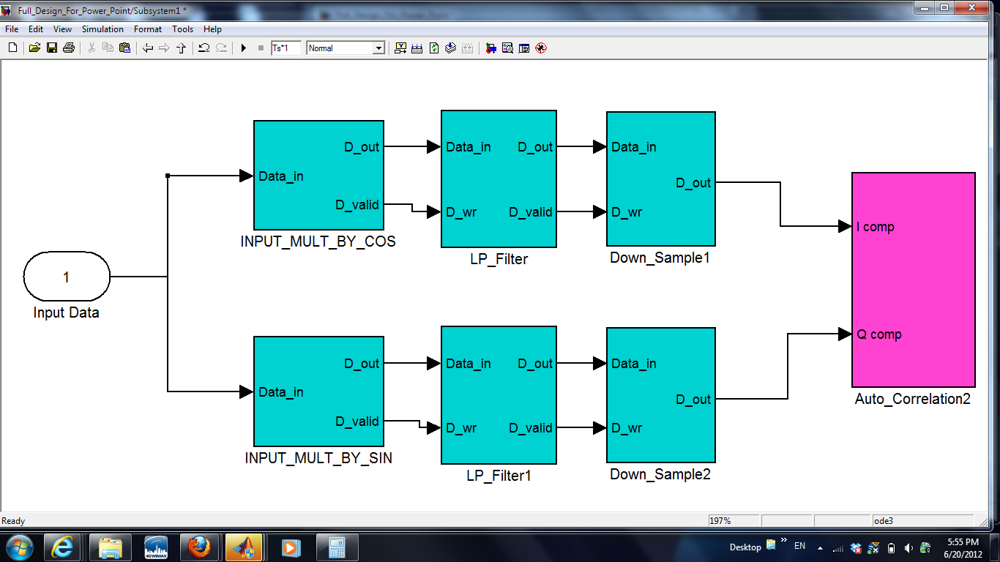 Full_Design_For_Power_Point/Subsystem1 *
File Edit View Simulation Format Tools Help
Ts*1 Normal
D_out
Data_in
D_valid
INPUT_MULT_BY_COS
Data_in D_out
D_wr D_valid
LP_Filter
Data_in
D_out
D_wr
Down_Sample1
I comp
Q comp
Auto_Correlation2
1
Input Data
D_out
Data_in
D_valid
INPUT_MULT_BY_SIN
Data_in D_out
D_wr D_valid
LP_Filter1
Data_in
D_out
D_wr
Down_Sample2
Ready 197% ode3
4GWIMAX
Desktop » EN
5:55 PM
6/20/2012